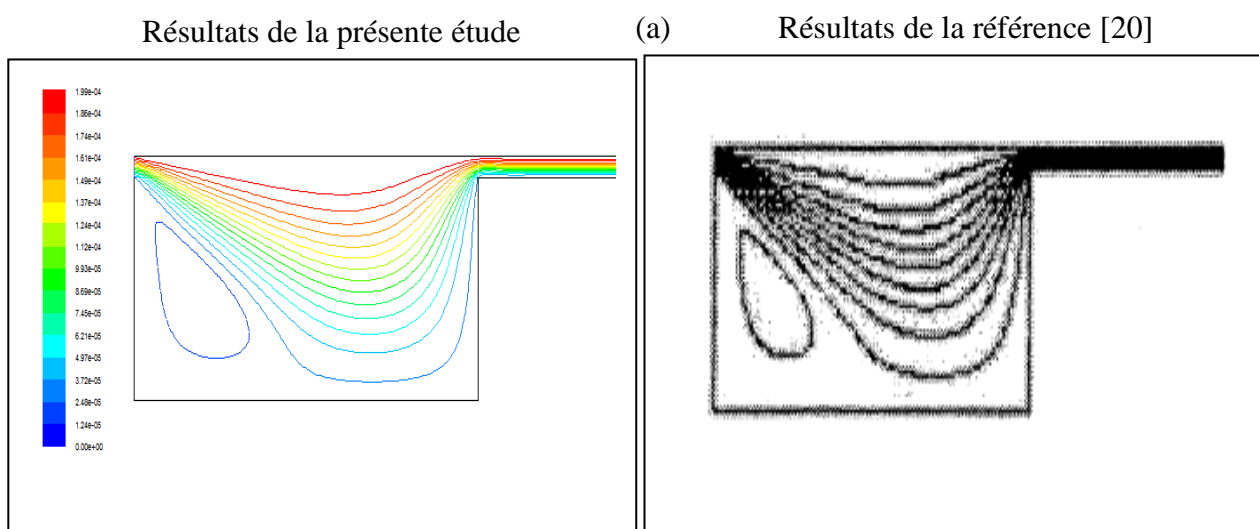 Résultats de la présente étude (a) Résultats de la référence [20]
1.99e-04
1.86e-04
1.74e-04
1.61e-04
1.49e-04
1.37e-04
1.24e-04
1.12e-04
9.93e-05
8.69e-05
7.45e-05
6.21e-05
4.97e-05
3.72e-05
2.48e-05
1.24e-05
0.00e+00